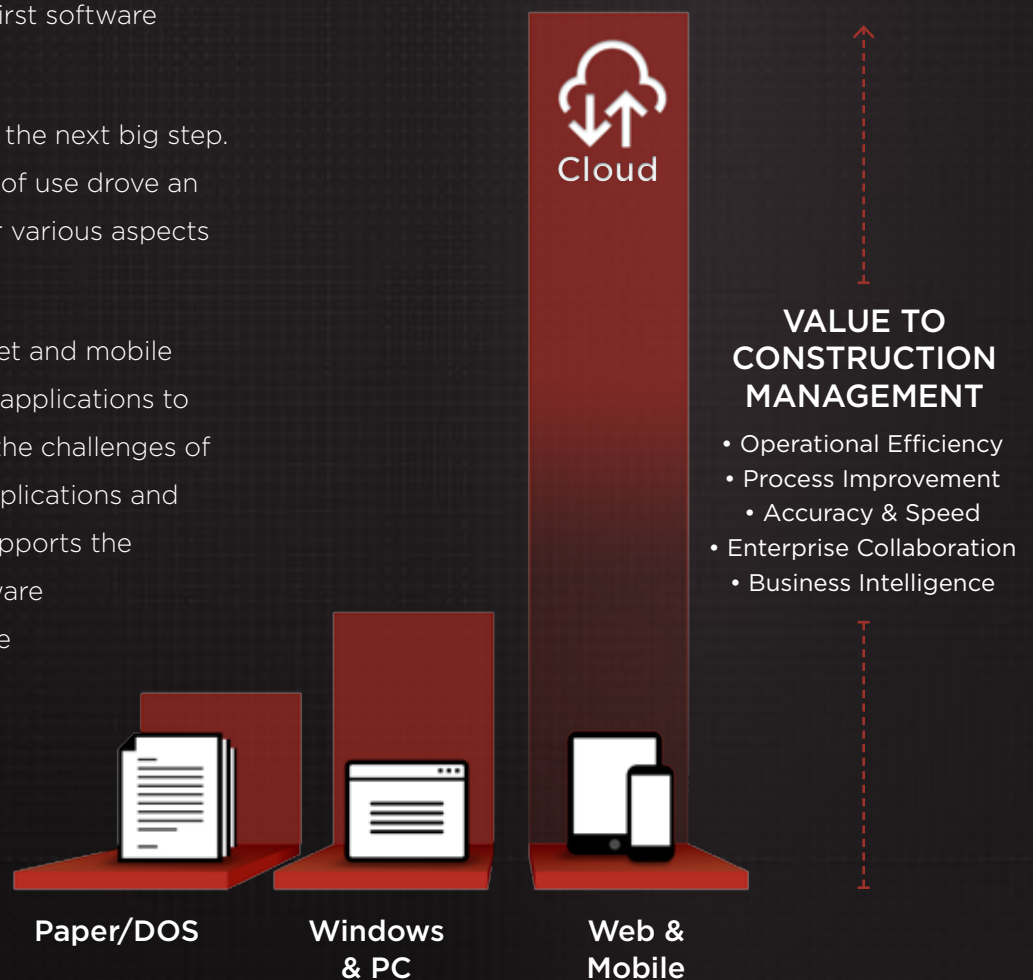 irst software
the next big step.
of use drove an
various aspects
et and mobile
applications to
the challenges of
plications and
pports the
are
e
Cloud
VALUE TO
CONSTRUCTION
MANAGEMENT
• Operational Efficiency
• Process Improvement
• Accuracy & Speed
• Enterprise Collaboration
• Business Intelligence
Paper/DOS
Windows
& PC
Web &
Mobile